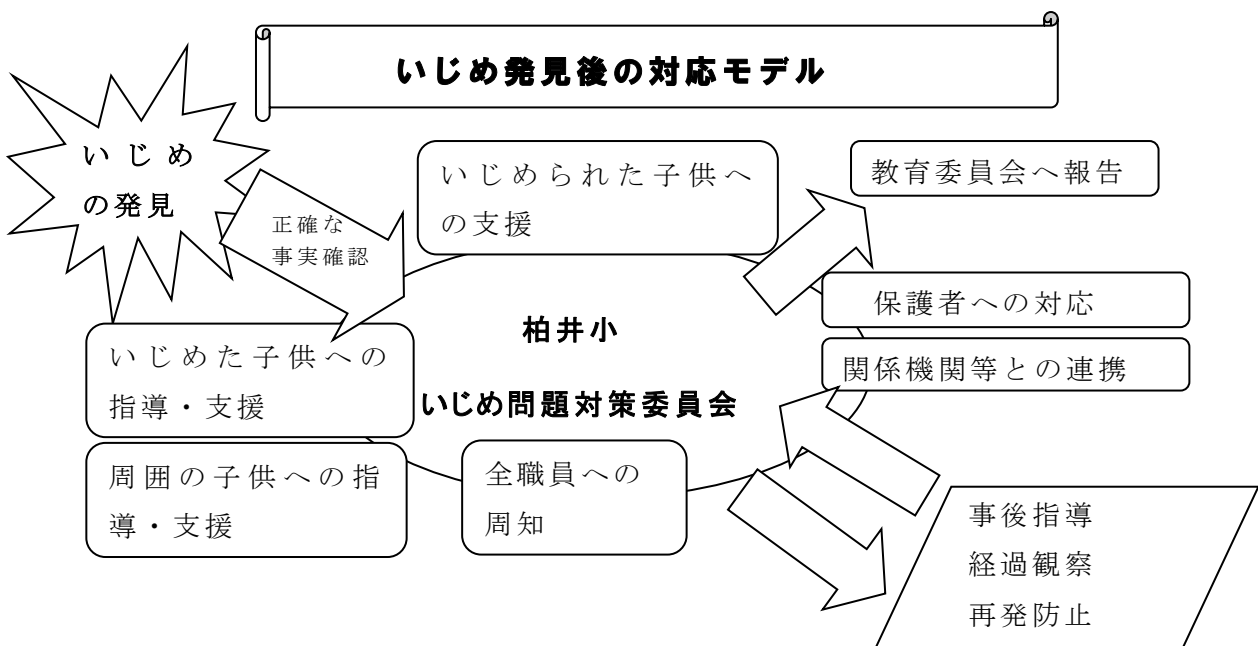 いじめ発見後の対応モデル
いじめ
の発見
正確な
事実確認
いじめられた子供へ
の支援
教育委員会へ報告
保護者への対応
関係機関等との連携
柏井小
いじめ問題対策委員会
いじめた子供への
指導・支援
周囲の子供への指
導・支援
全職員への
周知
事後指導
経過観察
再発防止